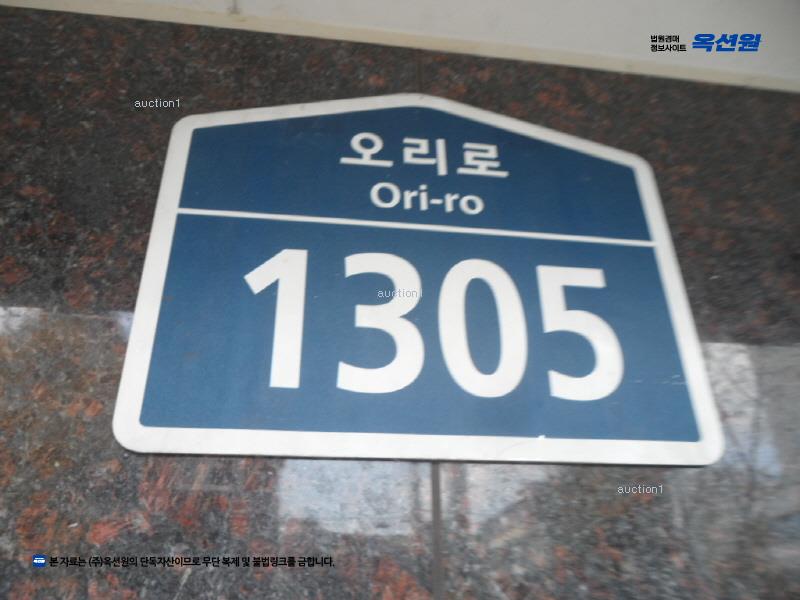 법원경매
정보사이트 옥션원
auction1
오리로
Ori-ro
1305
auction1
auction1
본 자료는 (주)옥션원의 단독자산이므로 무단 복제 및 불법링크를 금합니다.